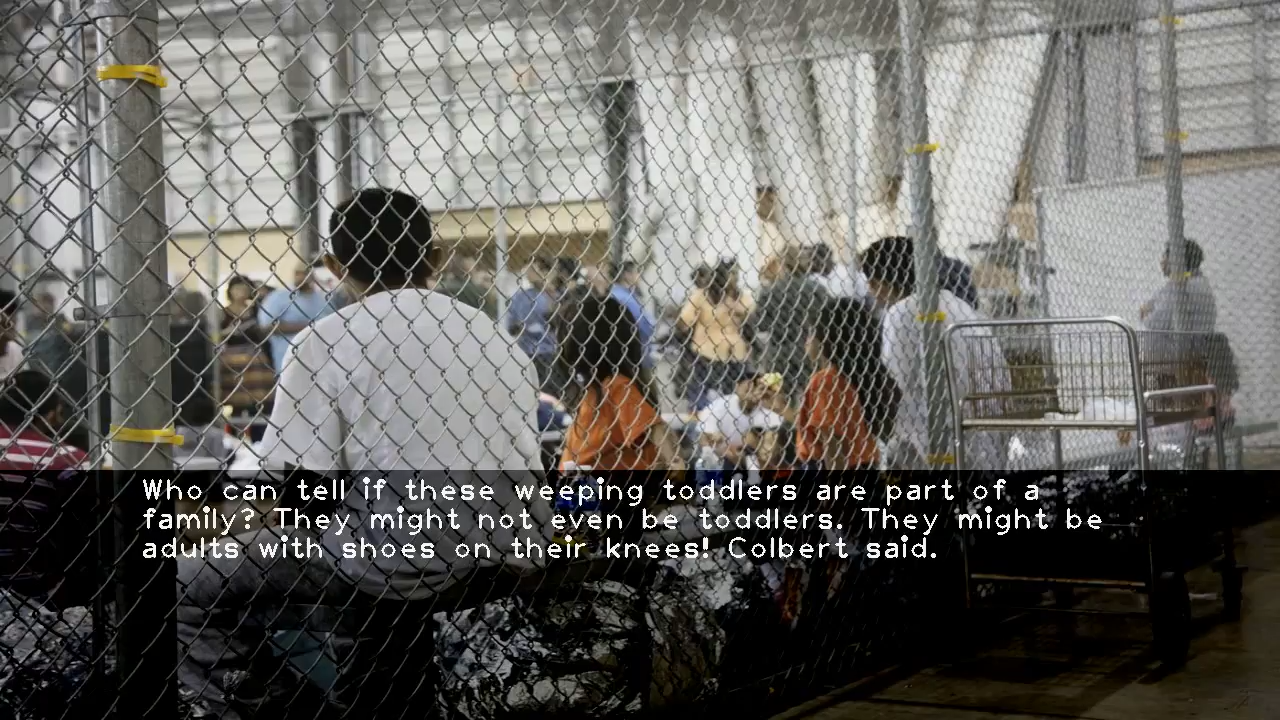 Who can tell if these weeping toddlers are part of a
family? They might not even be toddlers. They might be
adults with shoes on their knees! Colbert said.